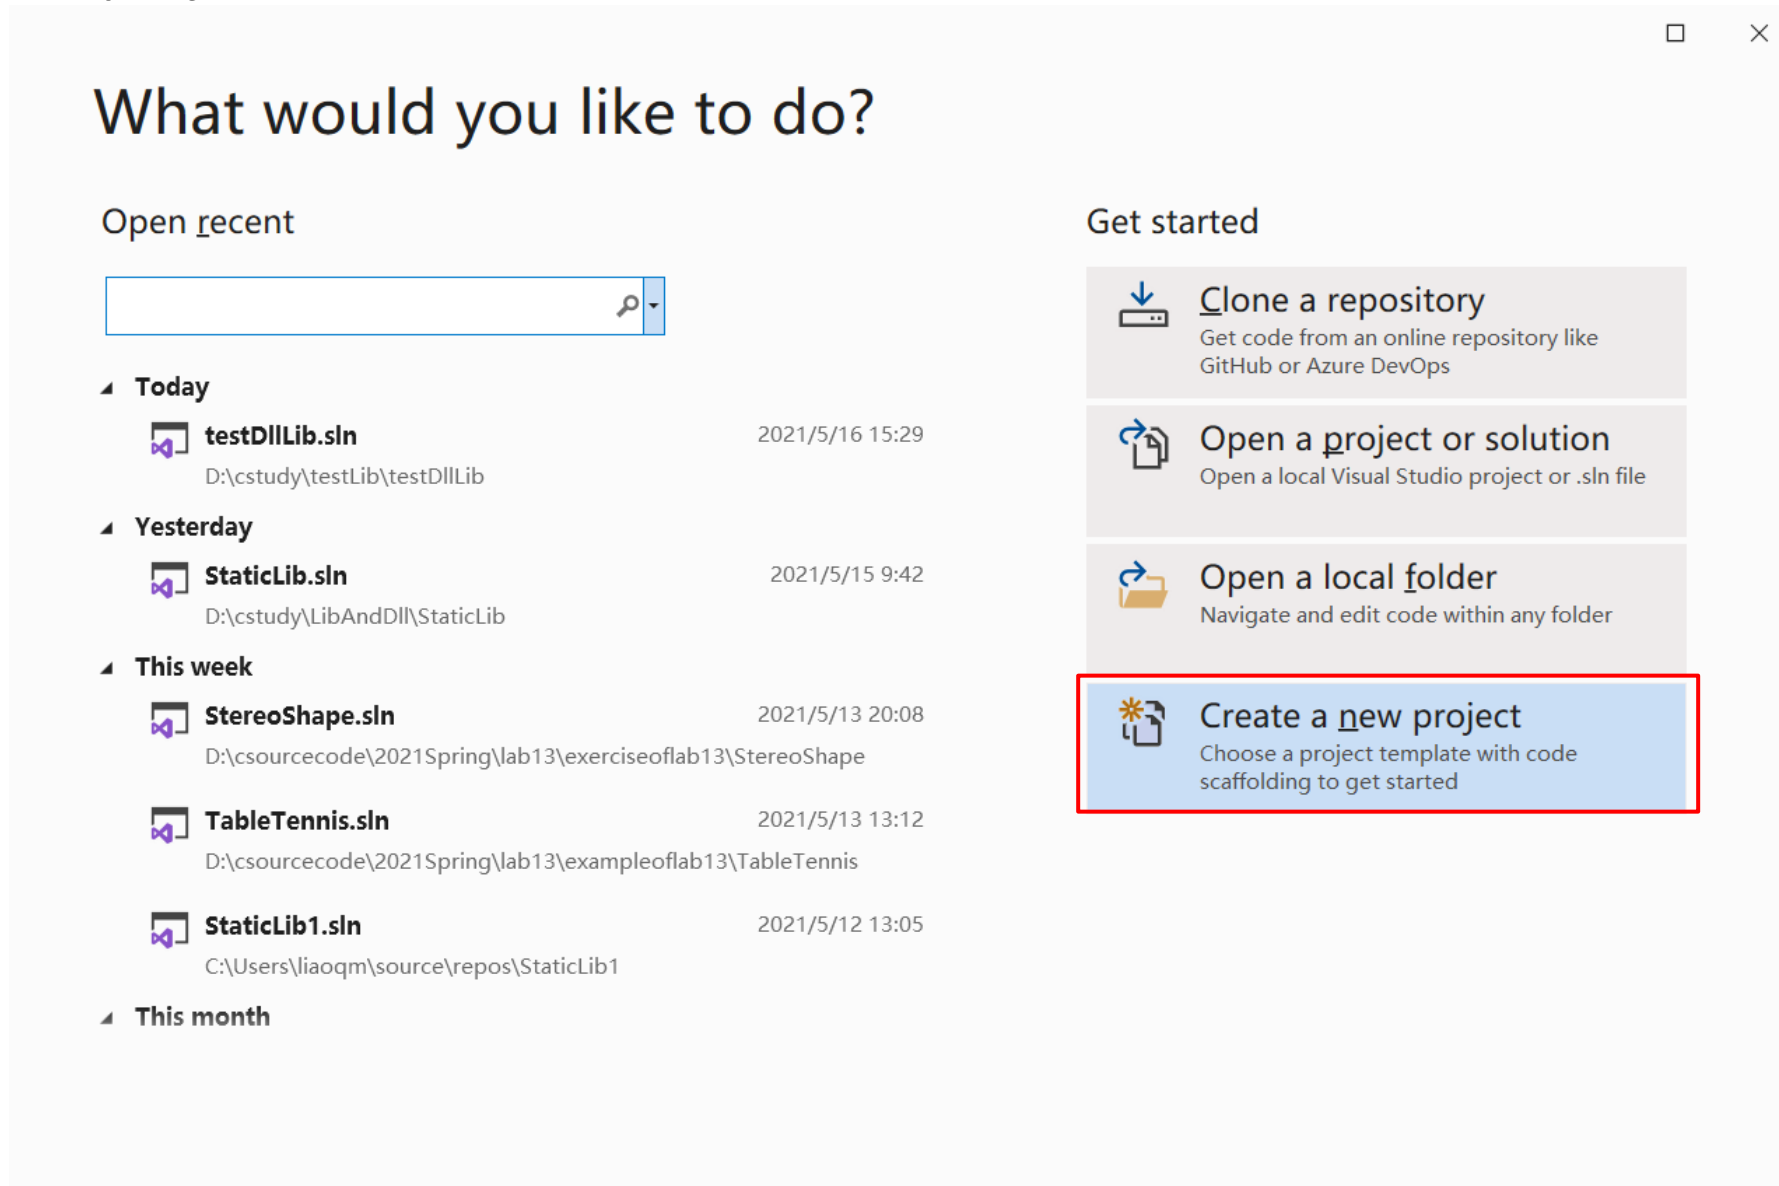 What would you like to do?
Open recent
Today
testDllLib.sln 2021/5/16 15:29
D:\cstudy\testLib\testDllLib
Yesterday
StaticLib.sln 2021/5/15 9:42
D:\cstudy\LibAndDll\StaticLib
This week
StereoShape.sln 2021/5/13 20:08
D:\csourcecode\2021Spring\lab13\exerciseoflab13\StereoShape
TableTennis.sln 2021/5/13 13:12
D:\csourcecode\2021Spring\lab13\exampleoflab13\TableTennis
StaticLib1.sln 2021/5/12 13:05
C:\Users\liaoqm\source\repos\StaticLib1
This month
Get started
Clone a repository
Get code from an online repository like
GitHub or Azure DevOps
Open a project or solution
Open a local Visual Studio project or .sln file
Open a local folder
Navigate and edit code within any folder
Create a new project
Choose a project template with code
scaffolding to get started